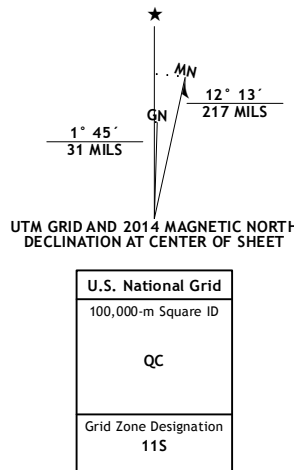 ★
MN
GN
12° 13´
217 MILS
1° 45´
31 MILS
UTM GRID AND 2014 MAGNETIC NORTH
DECLINATION AT CENTER OF SHEET
U.S. National Grid
100,000-m Square ID
QC
Grid Zone Designation
11S